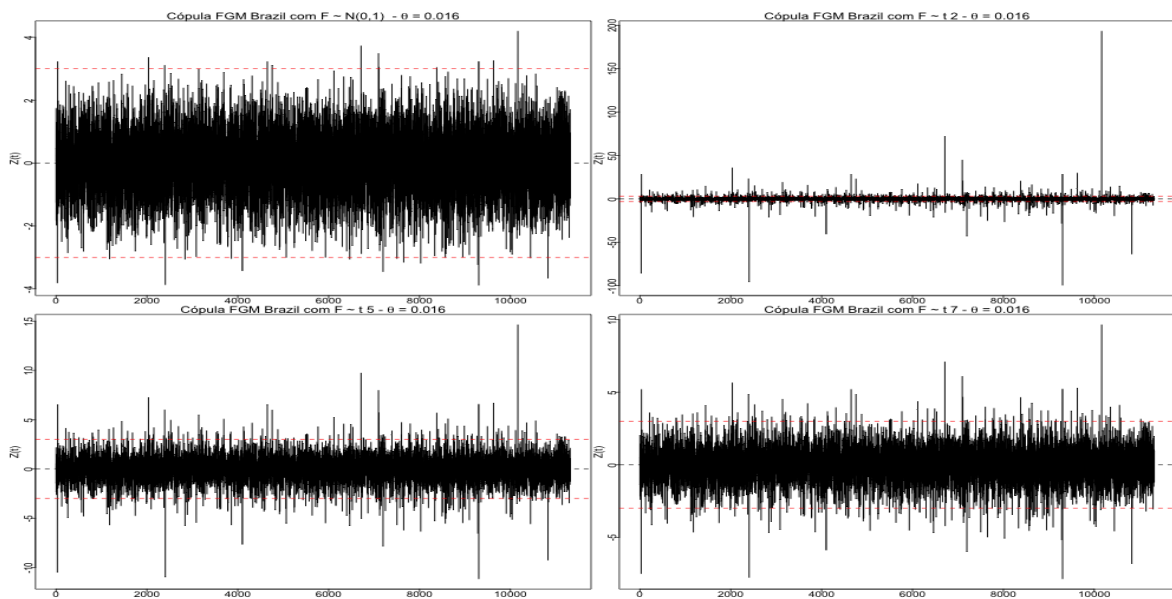 Cópula FGM Brazil com F ~ N(0,1) - θ = 0.016
Z(t)
4
2
0
-2
-4
0 2000 4000 6000 8000 10000
Cópula FGM Brazil com F ~ t 2 - θ = 0.016
Z(t)
200
150
100
50
0
-50
-100
0 2000 4000 6000 8000 10000
Cópula FGM Brazil com F ~ t 5 - θ = 0.016
Z(t)
15
10
5
0
-5
-10
0 2000 4000 6000 8000 10000
Cópula FGM Brazil com F ~ t 7 - θ = 0.016
Z(t)
10
5
0
-5
0 2000 4000 6000 8000 10000